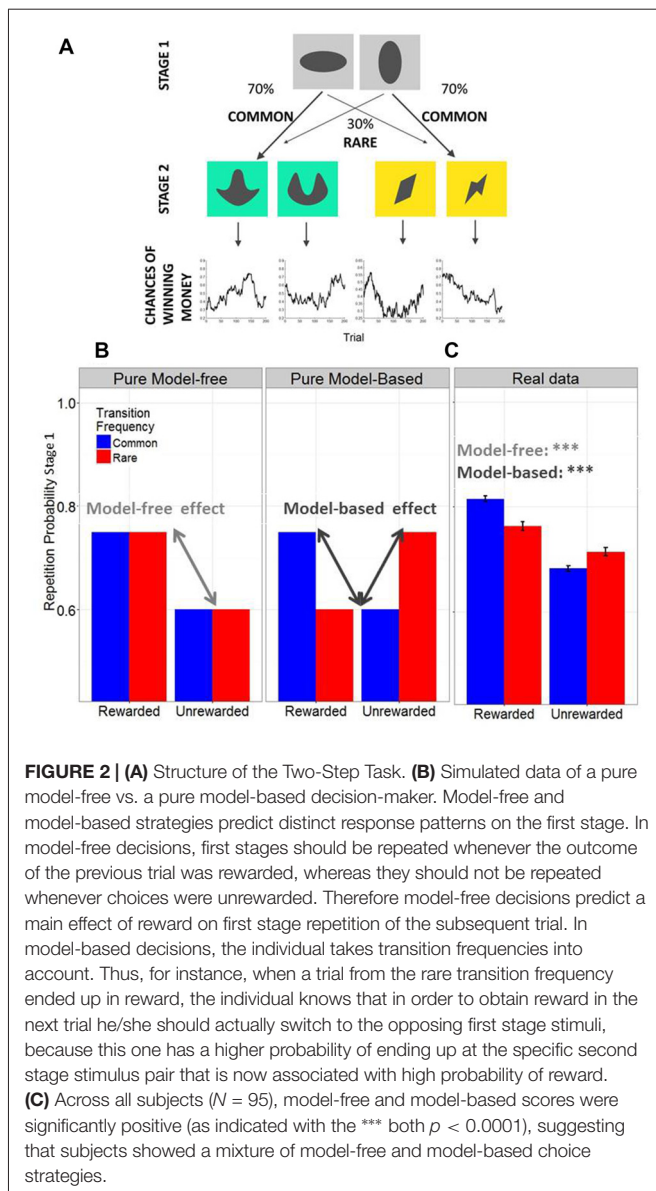 A
STAGE 1
70%
COMMON
30%
RARE
70%
COMMON
STAGE 2
CHANCES OF
WINNING
MONEY
Trial
B
C
Pure Model-free
Pure Model-Based
Real data
Repetition Probability Stage 1
1.0
0.8
0.6
Transition
Frequency
Common
Rare
Model-free effect
Model-based effect
Model-free: ***
Model-based: ***
Rewarded Unrewarded
Rewarded Unrewarded
Rewarded Unrewarded
FIGURE 2 | (A) Structure of the Two-Step Task. (B) Simulated data of a pure
model-free vs. a pure model-based decision-maker. Model-free and
model-based strategies predict distinct response patterns on the first stage. In
model-free decisions, first stages should be repeated whenever the outcome
of the previous trial was rewarded, whereas they should not be repeated
whenever choices were unrewarded. Therefore model-free decisions predict a
main effect of reward on first stage repetition of the subsequent trial. In
model-based decisions, the individual takes transition frequencies into
account. Thus, for instance, when a trial from the rare transition frequency
ended up in reward, the individual knows that in order to obtain reward in the
next trial he/she should actually switch to the opposing first stage stimuli,
because this one has a higher probability of ending up at the specific second
stage stimulus pair that is now associated with high probability of reward.
(C) Across all subjects (N = 95), model-free and model-based scores were
significantly positive (as indicated with the *** both p < 0.0001), suggesting
that subjects showed a mixture of model-free and model-based choice
strategies.